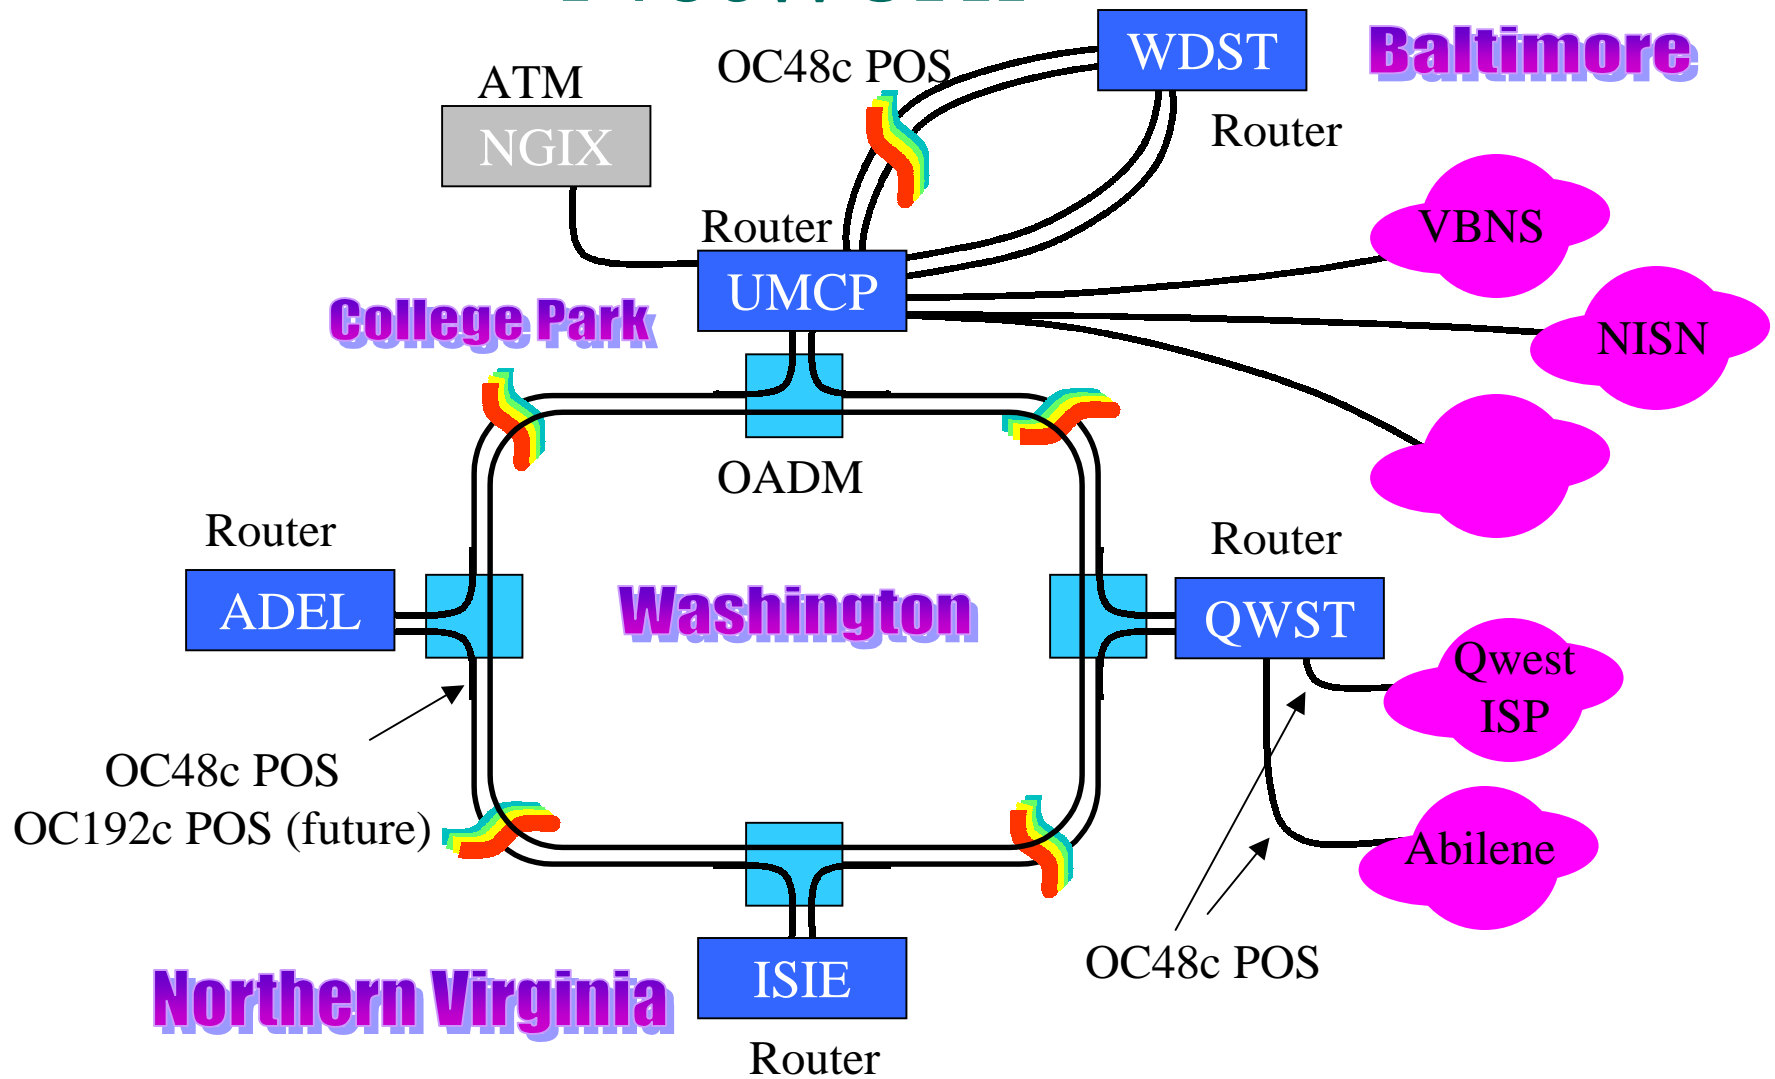 WDST
Baltimore
OC48c POS
ATM
NGIX
Router
Router
VBNS
UMCP
College Park
NISN
OADM
Router
Router
ADEL
Washington
QWST
Qwest
ISP
OC48c POS
OC192c POS (future)
Abilene
OC48c POS
Northern Virginia
ISIE
Router